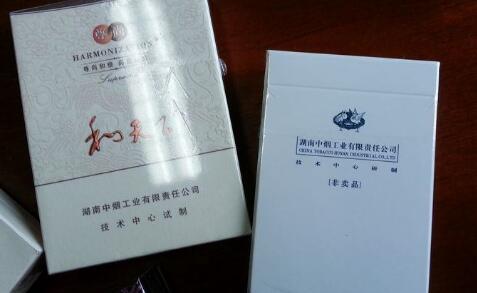 HARMONIZATION
和天下
湖南中烟工业有限责任公司
技术中心试制
湖南中烟工业有限责任公司
CHINA TOBACCO HUNAN INDUSTRIAL CO.,LTD
技术中心研制
[非卖品]